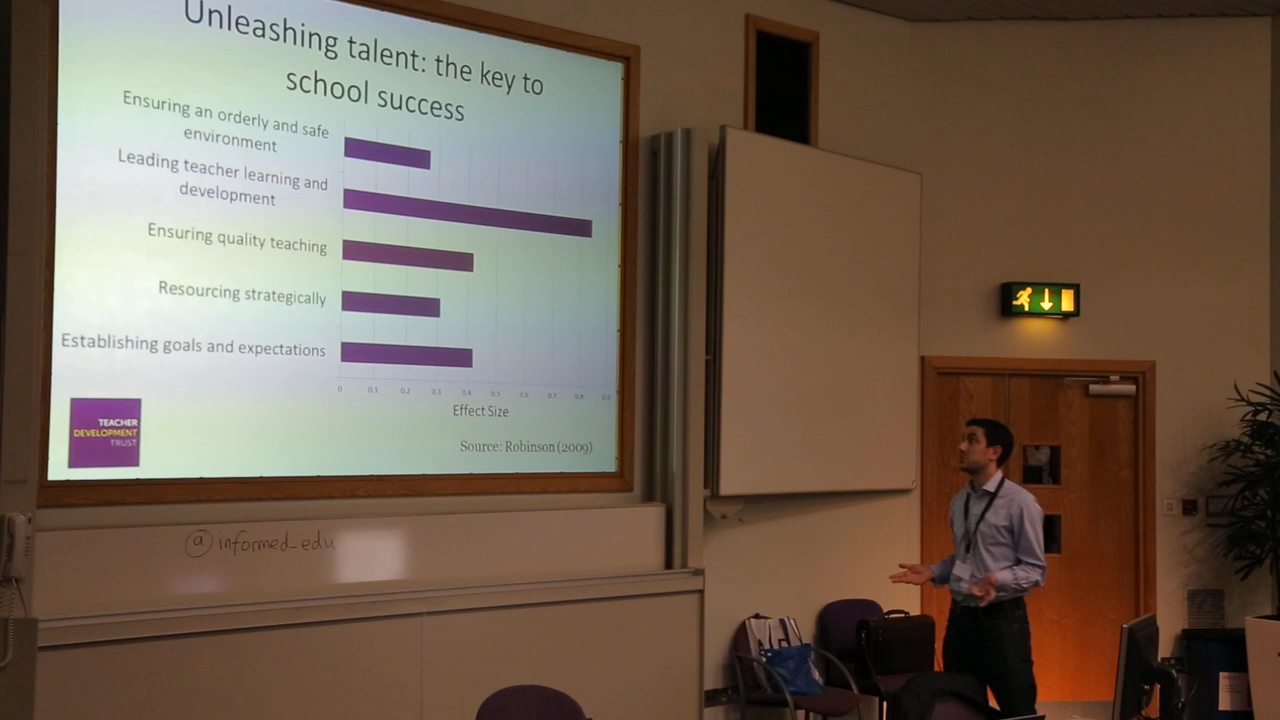 Unleashing talent: the key to
school success
Ensuring an orderly and safe
environment
Leading teacher learning and
development
Ensuring quality teaching
Resourcing strategically
Establishing goals and expectations
0 0.1 0.2 0.3 0.4 0.5 0.6 0.7 0.8 0.9
Effect Size
Source: Robinson (2009)
TEACHER
DEVELOPMENT
TRUST
@informed_edu